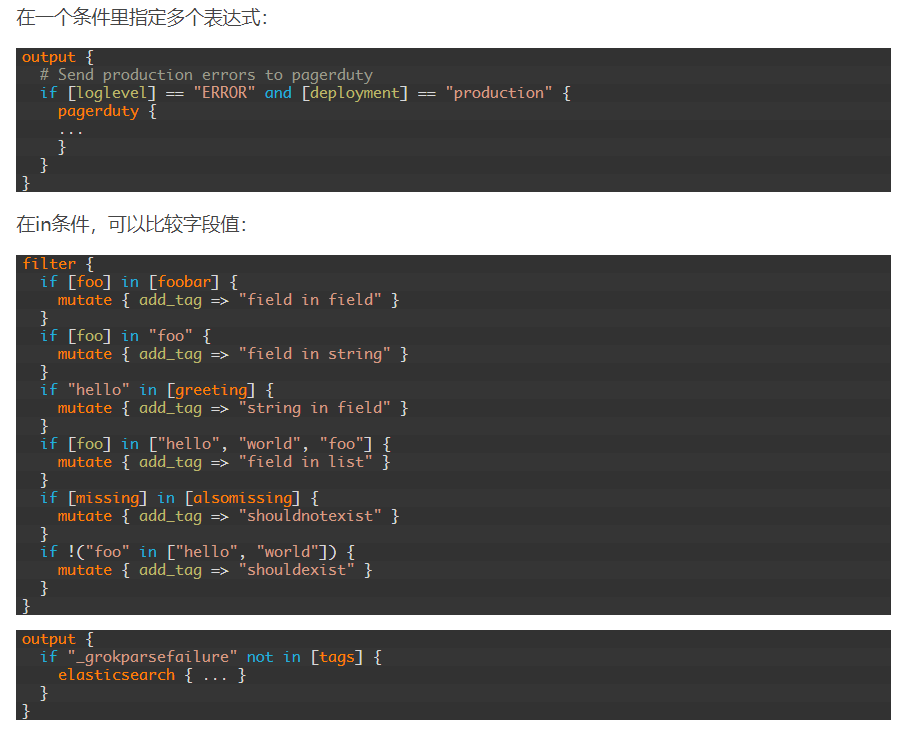 在一个条件里指定多个表达式：
output {
  # Send production errors to pagerduty
  if [loglevel] == "ERROR" and [deployment] == "production" {
    pagerduty {
    ...
    }
  }
}
在in条件，可以比较字段值：
filter {
  if [foo] in [foobar] {
    mutate { add_tag => "field in field" }
  }
  if [foo] in "foo" {
    mutate { add_tag => "field in string" }
  }
  if "hello" in [greeting] {
    mutate { add_tag => "string in field" }
  }
  if [foo] in ["hello", "world", "foo"] {
    mutate { add_tag => "field in list" }
  }
  if [missing] in [alsomissing] {
    mutate { add_tag => "shouldnotexist" }
  }
  if !("foo" in ["hello", "world"]) {
    mutate { add_tag => "shouldexist" }
  }
}
output {
  if "_grokparsefailure" not in [tags] {
    elasticsearch { ... }
  }
}